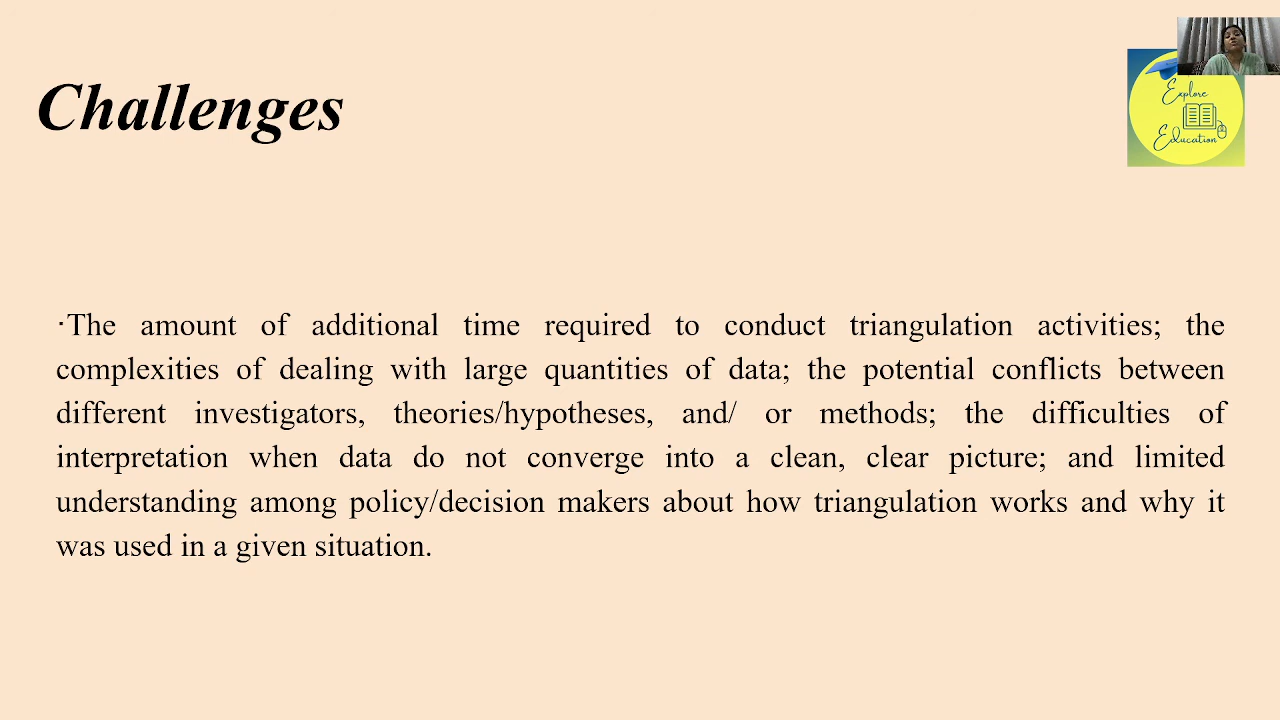 Challenges
Explore
Education
·The amount of additional time required to conduct triangulation activities; the
complexities of dealing with large quantities of data; the potential conflicts between
different investigators, theories/hypotheses, and/ or methods; the difficulties of
interpretation when data do not converge into a clean, clear picture; and limited
understanding among policy/decision makers about how triangulation works and why it
was used in a given situation.